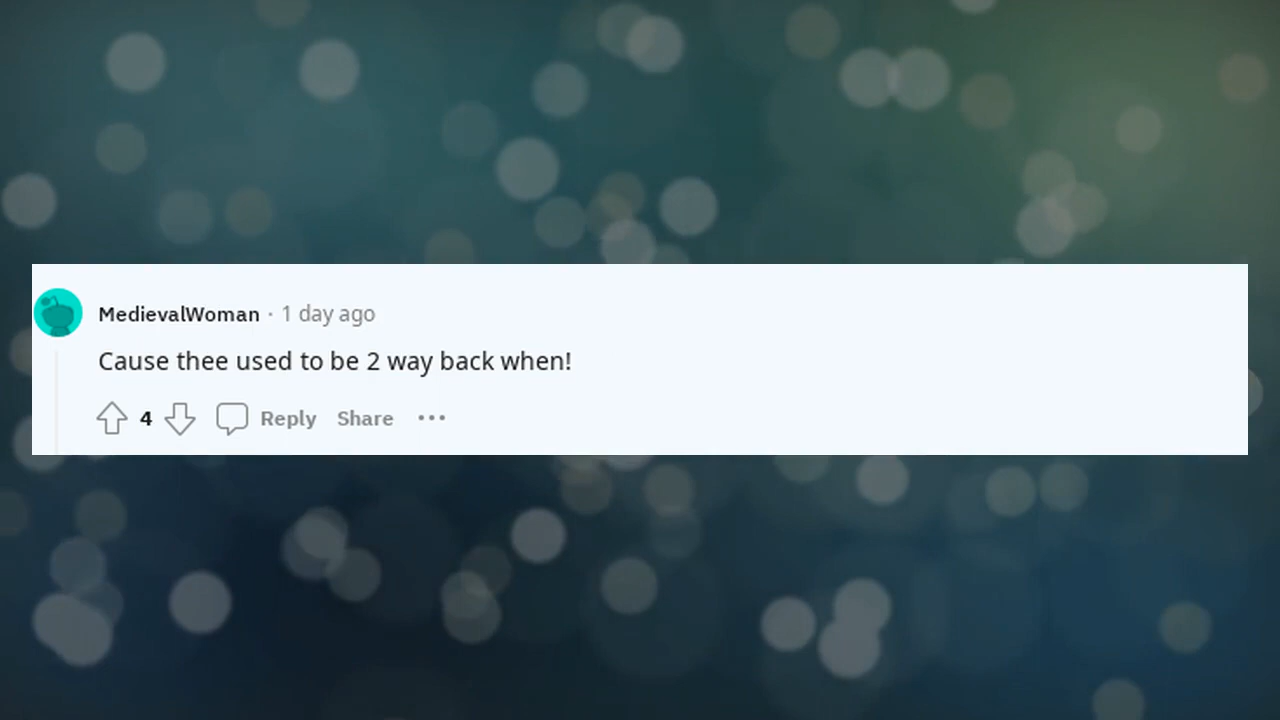 MedievalWoman · 1 day ago
Cause thee used to be 2 way back when!
4 Reply Share ···